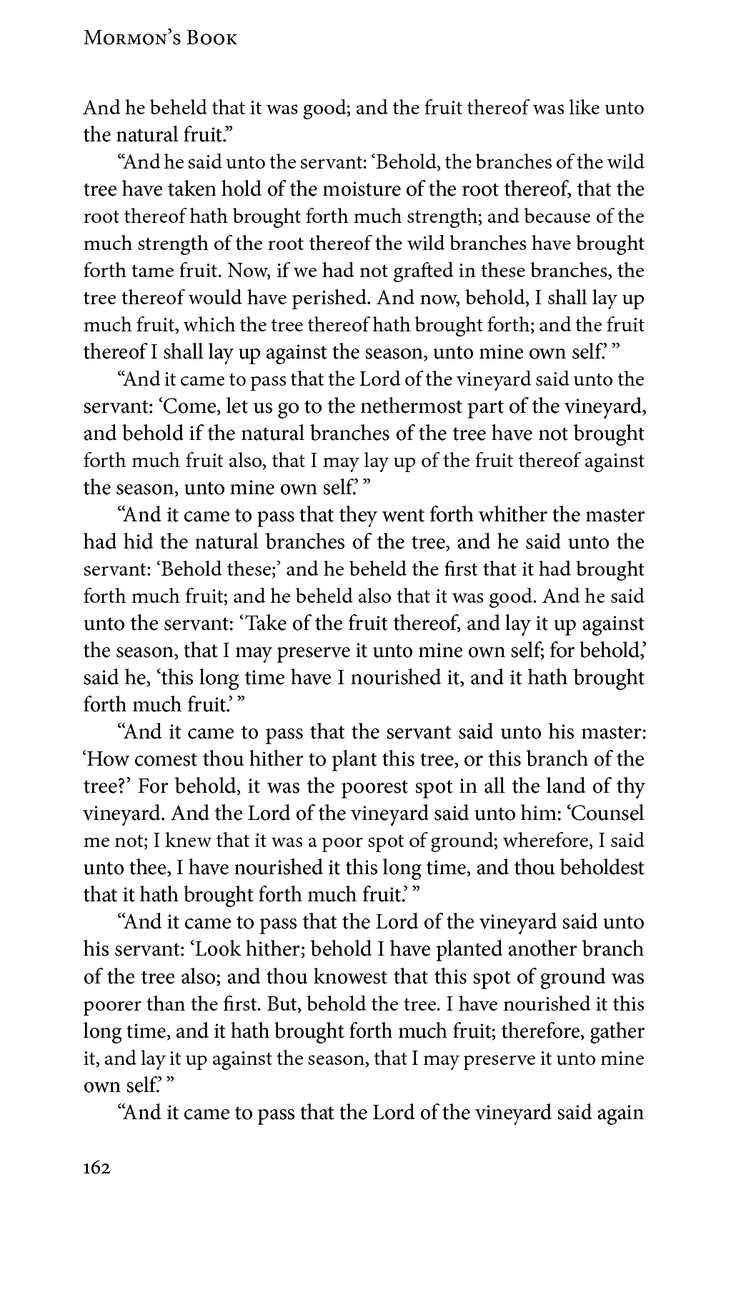 Mormon’s Book
And he beheld that it was good; and the fruit thereof was like unto
the natural fruit.”
“And he said unto the servant: ‘Behold, the branches of the wild
tree have taken hold of the moisture of the root thereof, that the
root thereof hath brought forth much strength; and because of the
much strength of the root thereof the wild branches have brought
forth tame fruit. Now, if we had not grafted in these branches, the
tree thereof would have perished. And now, behold, I shall lay up
much fruit, which the tree thereof hath brought forth; and the fruit
thereof I shall lay up against the season, unto mine own self.’ ”
“And it came to pass that the Lord of the vineyard said unto the
servant: ‘Come, let us go to the nethermost part of the vineyard,
and behold if the natural branches of the tree have not brought
forth much fruit also, that I may lay up of the fruit thereof against
the season, unto mine own self.’ ”
“And it came to pass that they went forth whither the master
had hid the natural branches of the tree, and he said unto the
servant: ‘Behold these;’ and he beheld the first that it had brought
forth much fruit; and he beheld also that it was good. And he said
unto the servant: ‘Take of the fruit thereof, and lay it up against
the season, that I may preserve it unto mine own self; for behold,’
said he, ‘this long time have I nourished it, and it hath brought
forth much fruit.’ ”
“And it came to pass that the servant said unto his master:
‘How comest thou hither to plant this tree, or this branch of the
tree?’ For behold, it was the poorest spot in all the land of thy
vineyard. And the Lord of the vineyard said unto him: ‘Counsel
me not; I knew that it was a poor spot of ground; wherefore, I said
unto thee, I have nourished it this long time, and thou beholdest
that it hath brought forth much fruit.’ ”
“And it came to pass that the Lord of the vineyard said unto
his servant: ‘Look hither; behold I have planted another branch
of the tree also; and thou knowest that this spot of ground was
poorer than the first. But, behold the tree. I have nourished it this
long time, and it hath brought forth much fruit; therefore, gather
it, and lay it up against the season, that I may preserve it unto mine
own self.’ ”
“And it came to pass that the Lord of the vineyard said again
162